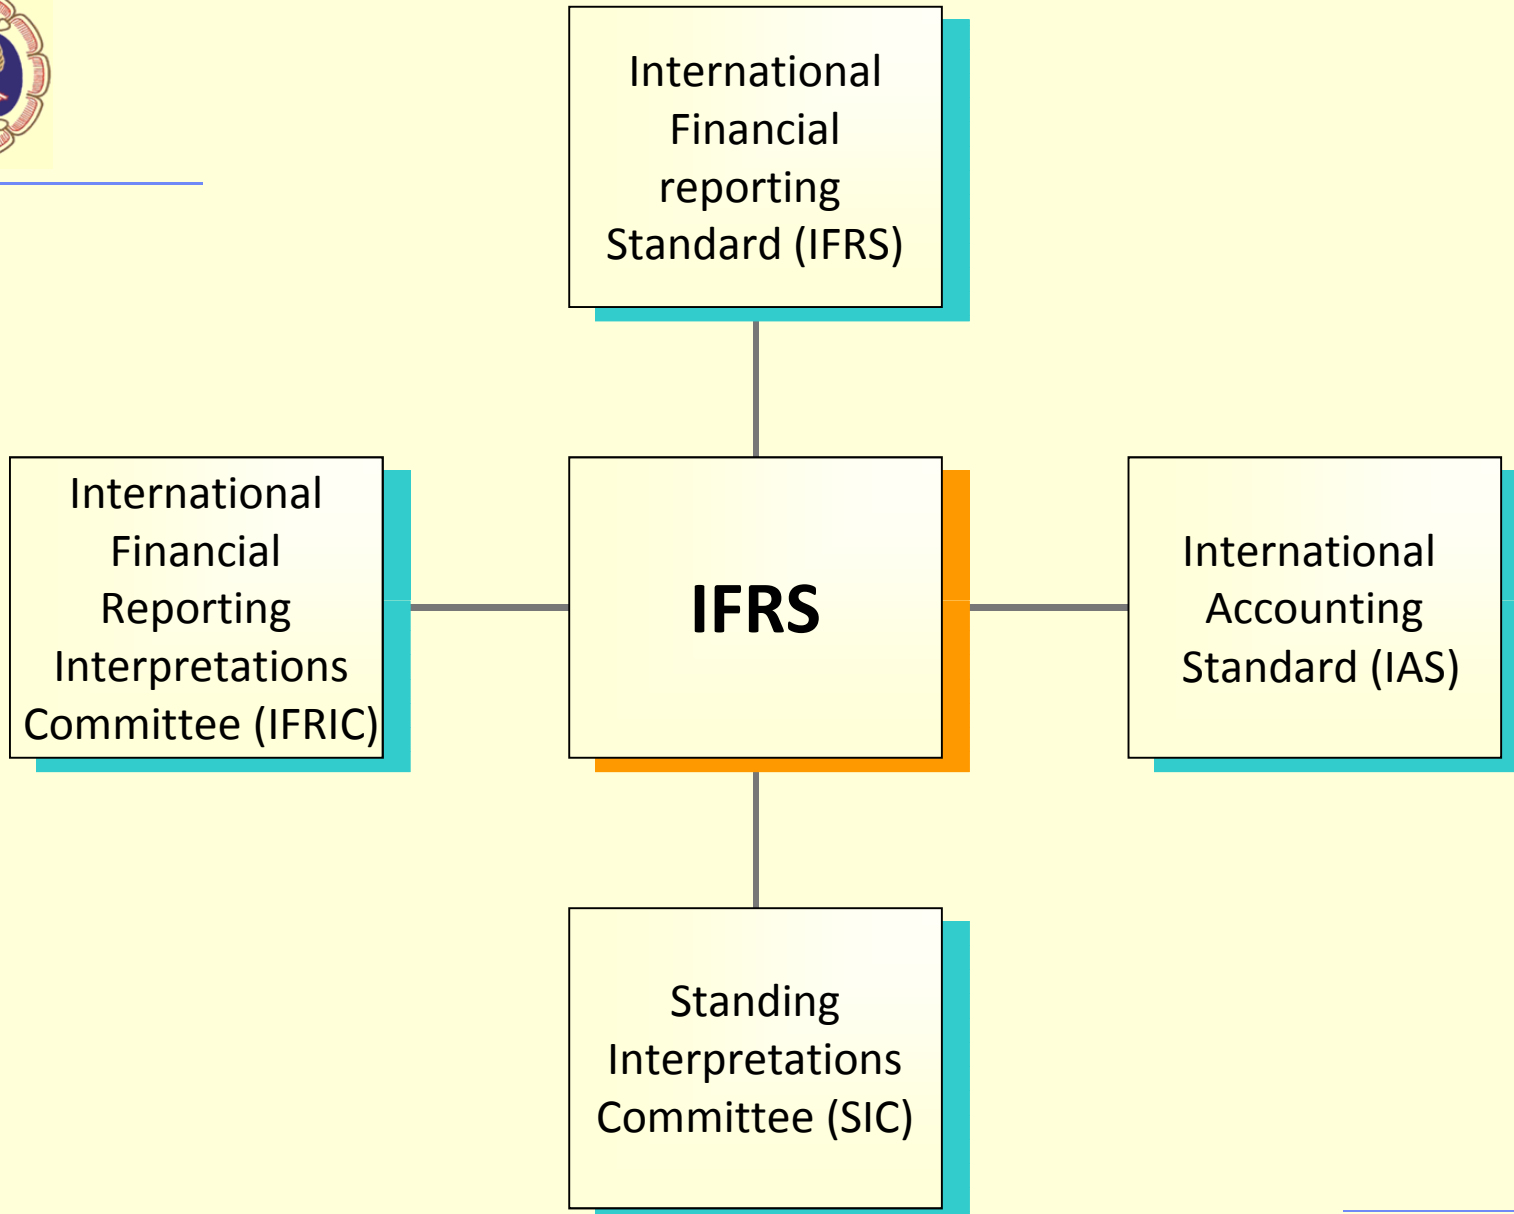 International
Financial
reporting
Standard (IFRS)
International
Financial
Reporting
Interpretations
Committee (IFRIC)
IFRS
International
Accounting
Standard (IAS)
Standing
Interpretations
Committee (SIC)